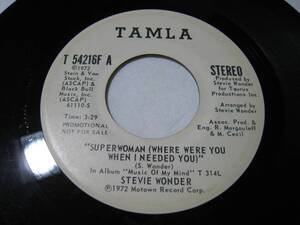 TAMLA
T 54216F A
℗1972
Stein & Van
Stock, Inc.
(ASCAP)
& Black Bull
Music, Inc.
(ASCAP)
61110-S
Time: 3:29
PROMOTIONAL
NOT FOR SALE
STEREO
Produced by
Stevie Wonder
for Taurus
Productions Inc
Arranged by
Stevie Wonder
Assoc. Prod. &
Eng. R. Margouleff
& M. Cecil
"SUPERWOMAN (WHERE WERE YOU
WHEN I NEEDED YOU)"
(S. Wonder)
In Album "Music Of My Mind" T 314L
STEVIE WONDER
©1972 Motown Record Corp.